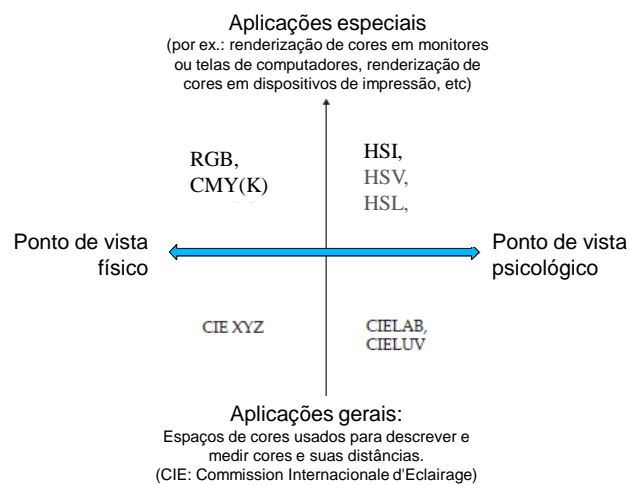 Aplicações especiais
(por ex.: renderização de cores em monitores
ou telas de computadores, renderização de
cores em dispositivos de impressão, etc)
RGB,
CMY(K)
HSI,
HSV,
HSL,
Ponto de vista
físico
Ponto de vista
psicológico
CIE XYZ
CIELAB,
CIELUV
Aplicações gerais:
Espaços de cores usados para descrever e
medir cores e suas distâncias.
(CIE: Commission Internacionale d'Eclairage)